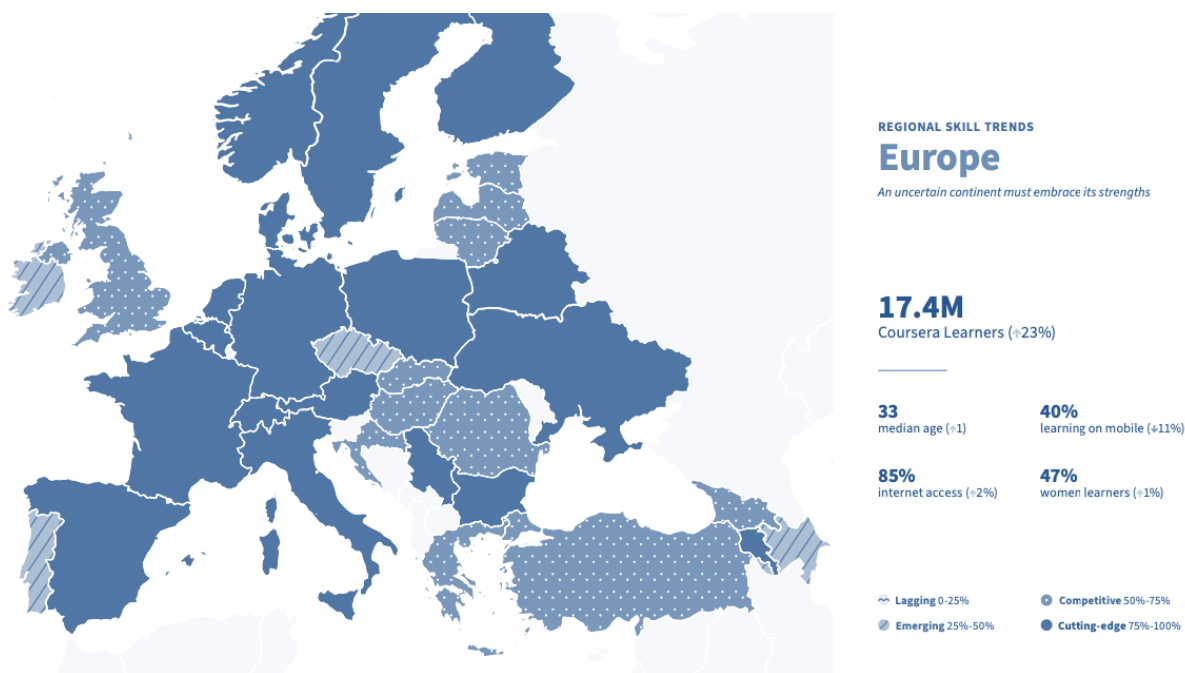 REGIONAL SKILL TRENDS
Europe
An uncertain continent must embrace its strengths
17.4M
Coursera Learners (↑23%)
33
median age (↑1)
40%
learning on mobile (↓11%)
85%
internet access (↑2%)
47%
women learners (↑1%)
Lagging 0-25%
Competitive 50%-75%
Emerging 25%-50%
Cutting-edge 75%-100%